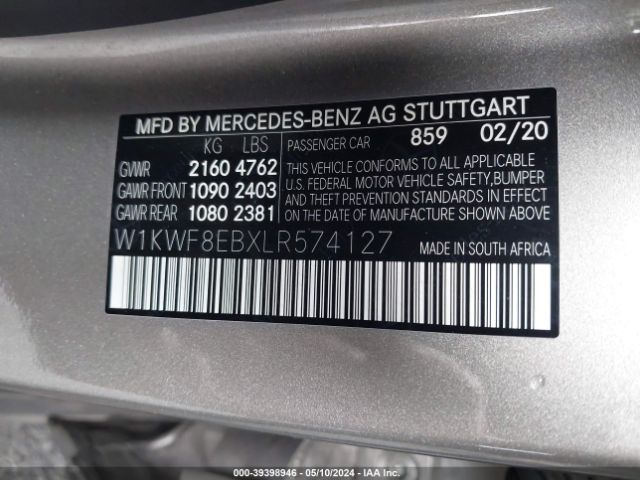 MFD BY MERCEDES-BENZ AG STUTTGART
KG LBS PASSENGER CAR 859 02/20
GVWR 2160 4762
GAWR FRONT 1090 2403
GAWR REAR 1080 2381
THIS VEHICLE CONFORMS TO ALL APPLICABLE
U.S. FEDERAL MOTOR VEHICLE SAFETY,BUMPER
AND THEFT PREVENTION STANDARDS IN EFFECT
ON THE DATE OF MANUFACTURE SHOWN ABOVE
W1KWF8EBXLR574127 MADE IN SOUTH AFRICA
000-39398946 — 05/10/2024 — IAA Inc.